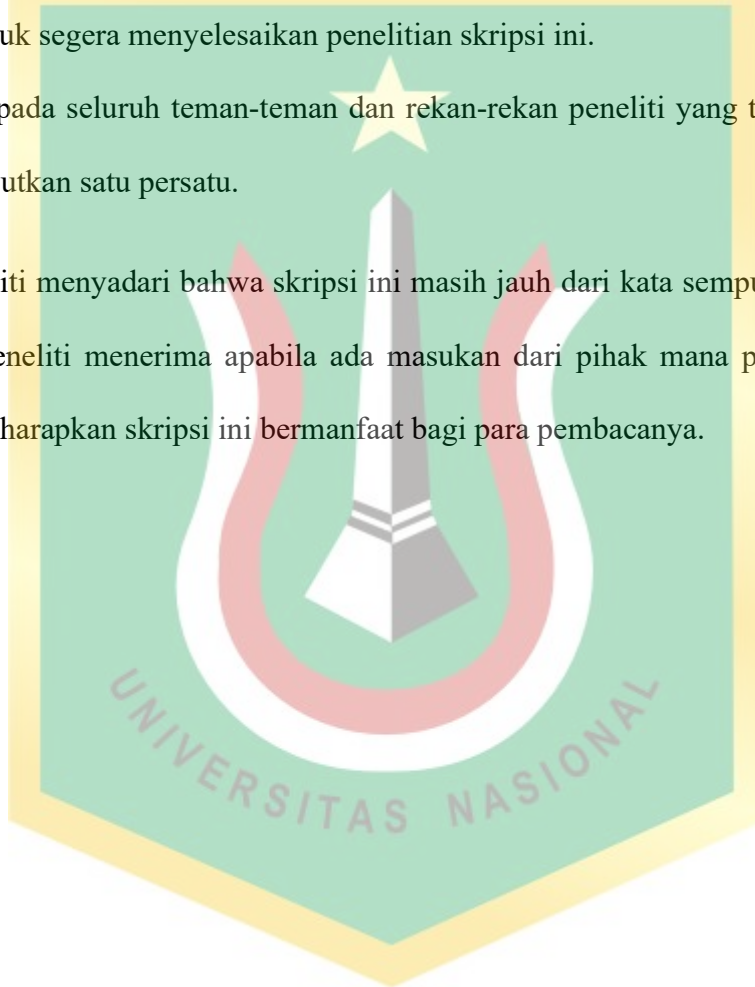 uk segera menyelesaikan penelitian skripsi ini.
pada seluruh teman-teman dan rekan-rekan peneliti yang t
utkan satu persatu.
iti menyadari bahwa skripsi ini masih jauh dari kata sempu
eneliti menerima apabila ada masukan dari pihak mana p
harapkan skripsi ini bermanfaat bagi para pembacanya.
UNIVERSITAS NASIONAL